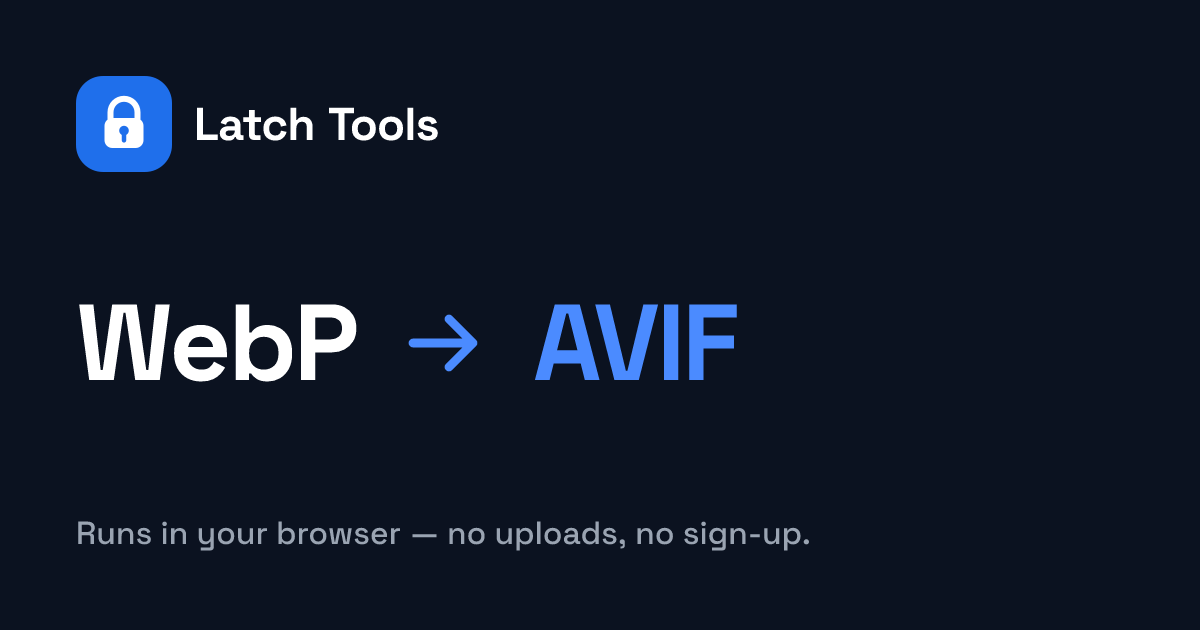 Latch Tools
WebP → AVIF
Runs in your browser — no uploads, no sign-up.